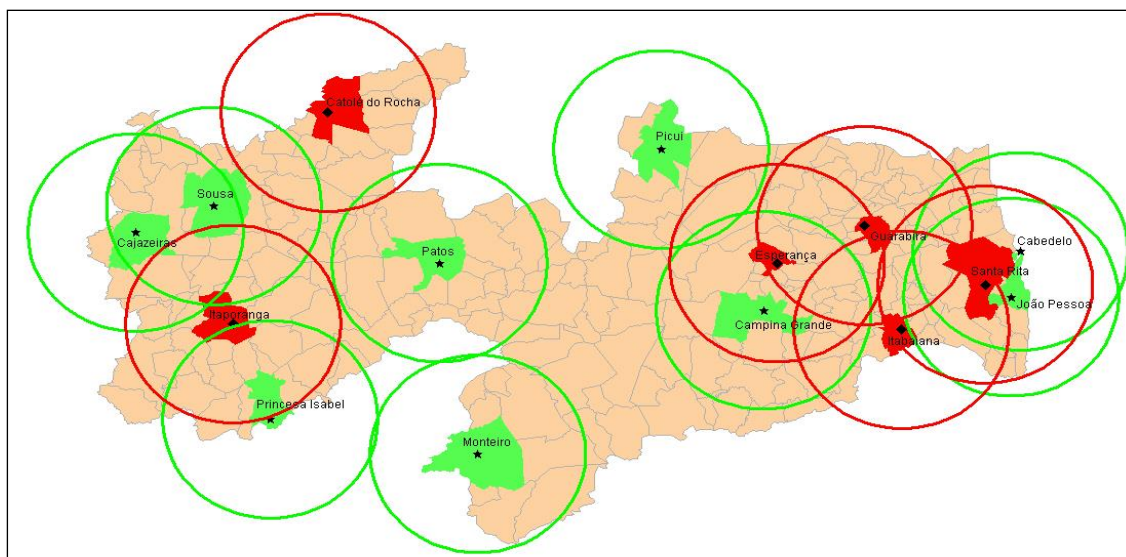 Catolé do Rocha
Picui
Sousa
Cajazeiras
Patos
Guarabira
Esperança
Cabedelo
Santa Rita
João Pessoa
Itaporanga
Campina Grande
Itabaiana
Princesa Isabel
Monteiro